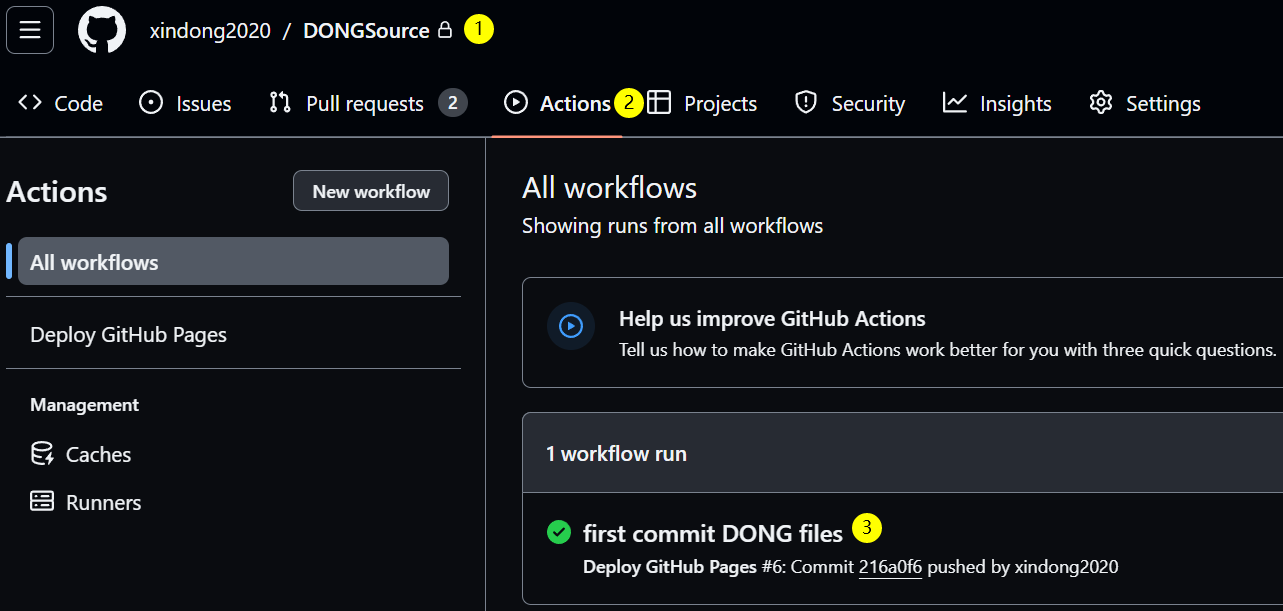 xindong2020 / DONGSource 1
Code Issues Pull requests 2 Actions 2 Projects Security Insights Settings
Actions
New workflow
All workflows
Deploy GitHub Pages
Management
Caches
Runners
All workflows
Showing runs from all workflows
Help us improve GitHub Actions
Tell us how to make GitHub Actions work better for you with three quick questions.
1 workflow run
first commit DONG files 3
Deploy GitHub Pages #6: Commit 216a0f6 pushed by xindong2020